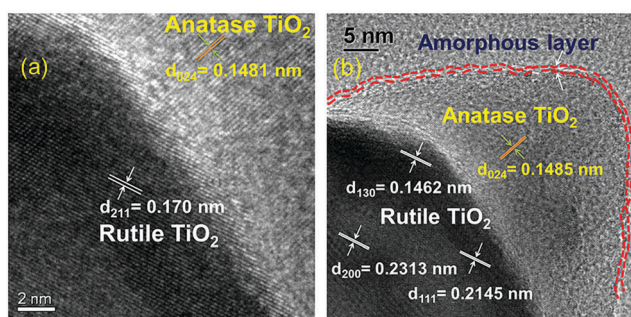 (a)
Anatase TiO₂
d₀₂₄= 0.1481 nm
d₂₁₁= 0.170 nm
Rutile TiO₂
2 nm
5 nm
(b)
Amorphous layer
Anatase TiO₂
d₀₂₄= 0.1485 nm
d₁₃₀= 0.1462 nm
Rutile TiO₂
d₂₀₀= 0.2313 nm
d₁₁₁= 0.2145 nm